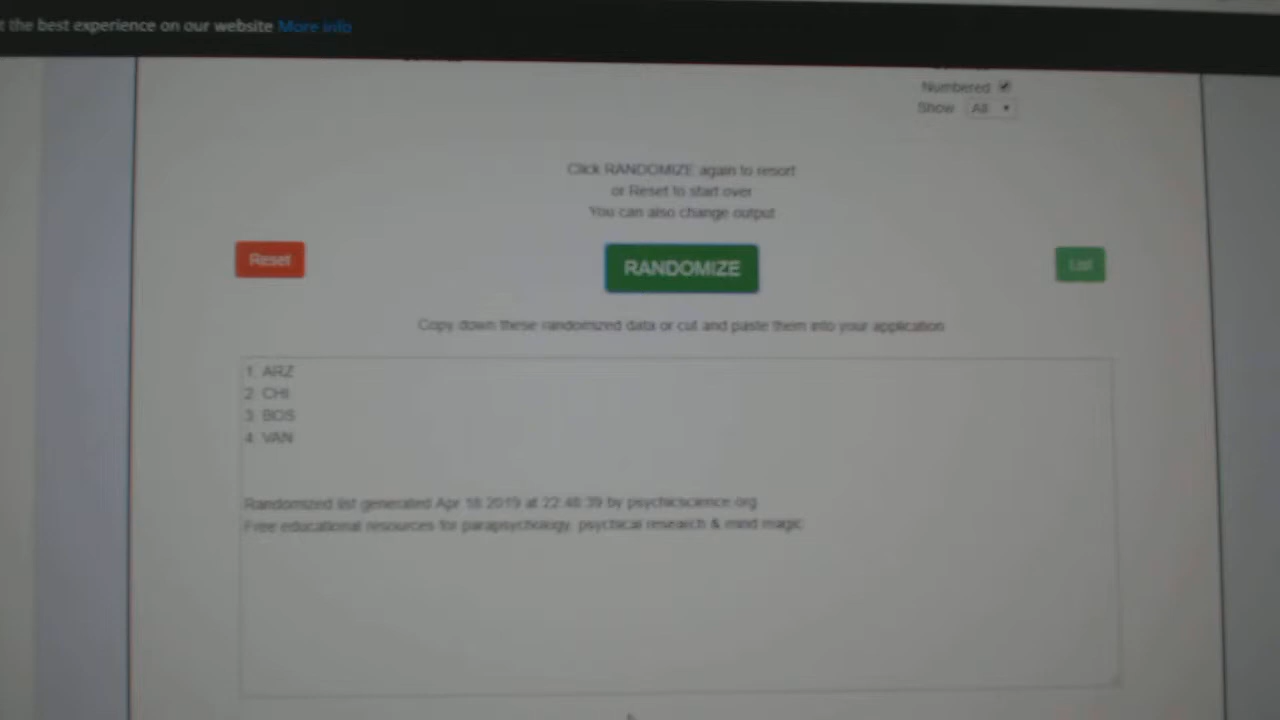 t the best experience on our website More info
Numbered
Show All
Click RANDOMIZE again to resort
or Reset to start over
You can also change output
Reset
RANDOMIZE
List
Copy down these randomized data or cut and paste them into your application
1. ARZ
2. CHI
3. BOS
4. VAN
Randomized list generated Apr 18 2019 at 22:48:39 by psychicscience.org
Free educational resources for parapsychology, psychical research & mind magic